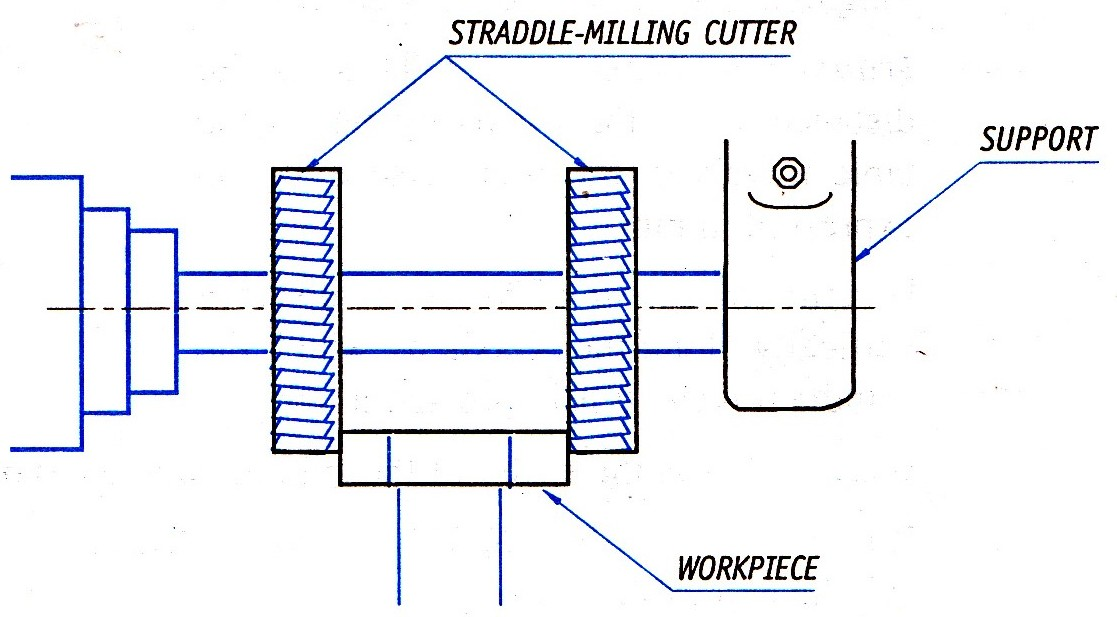 STRADDLE-MILLING CUTTER
SUPPORT
WORKPIECE